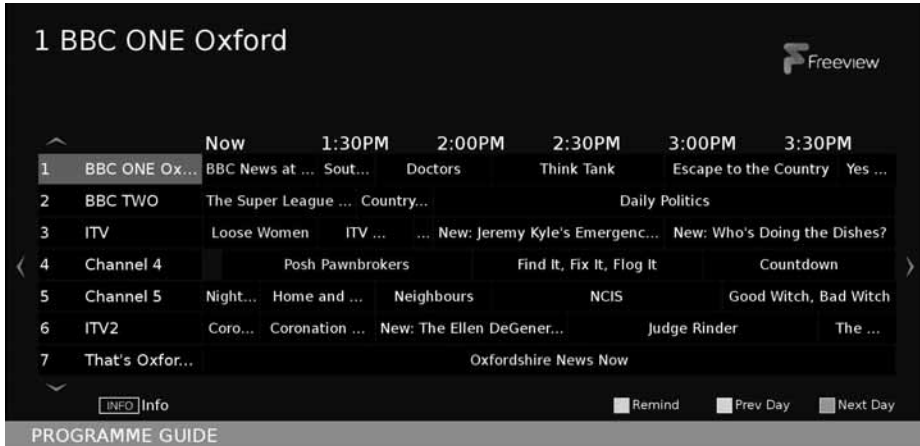 1 BBC ONE Oxford
Freeview
Now 1:30PM 2:00PM 2:30PM 3:00PM 3:30PM
1 BBC ONE Ox... BBC News at ... Sout... Doctors Think Tank Escape to the Country Yes ...
2 BBC TWO The Super League ... Country... Daily Politics
3 ITV Loose Women ITV ... ... New: Jeremy Kyle's Emergenc... New: Who's Doing the Dishes?
4 Channel 4 Posh Pawnbrokers Find It, Fix It, Flog It Countdown
5 Channel 5 Night... Home and ... Neighbours NCIS Good Witch, Bad Witch
6 ITV2 Coro... Coronation ... New: The Ellen DeGener... Judge Rinder The ...
7 That's Oxfor... Oxfordshire News Now
INFO Info Remind Prev Day Next Day
PROGRAMME GUIDE